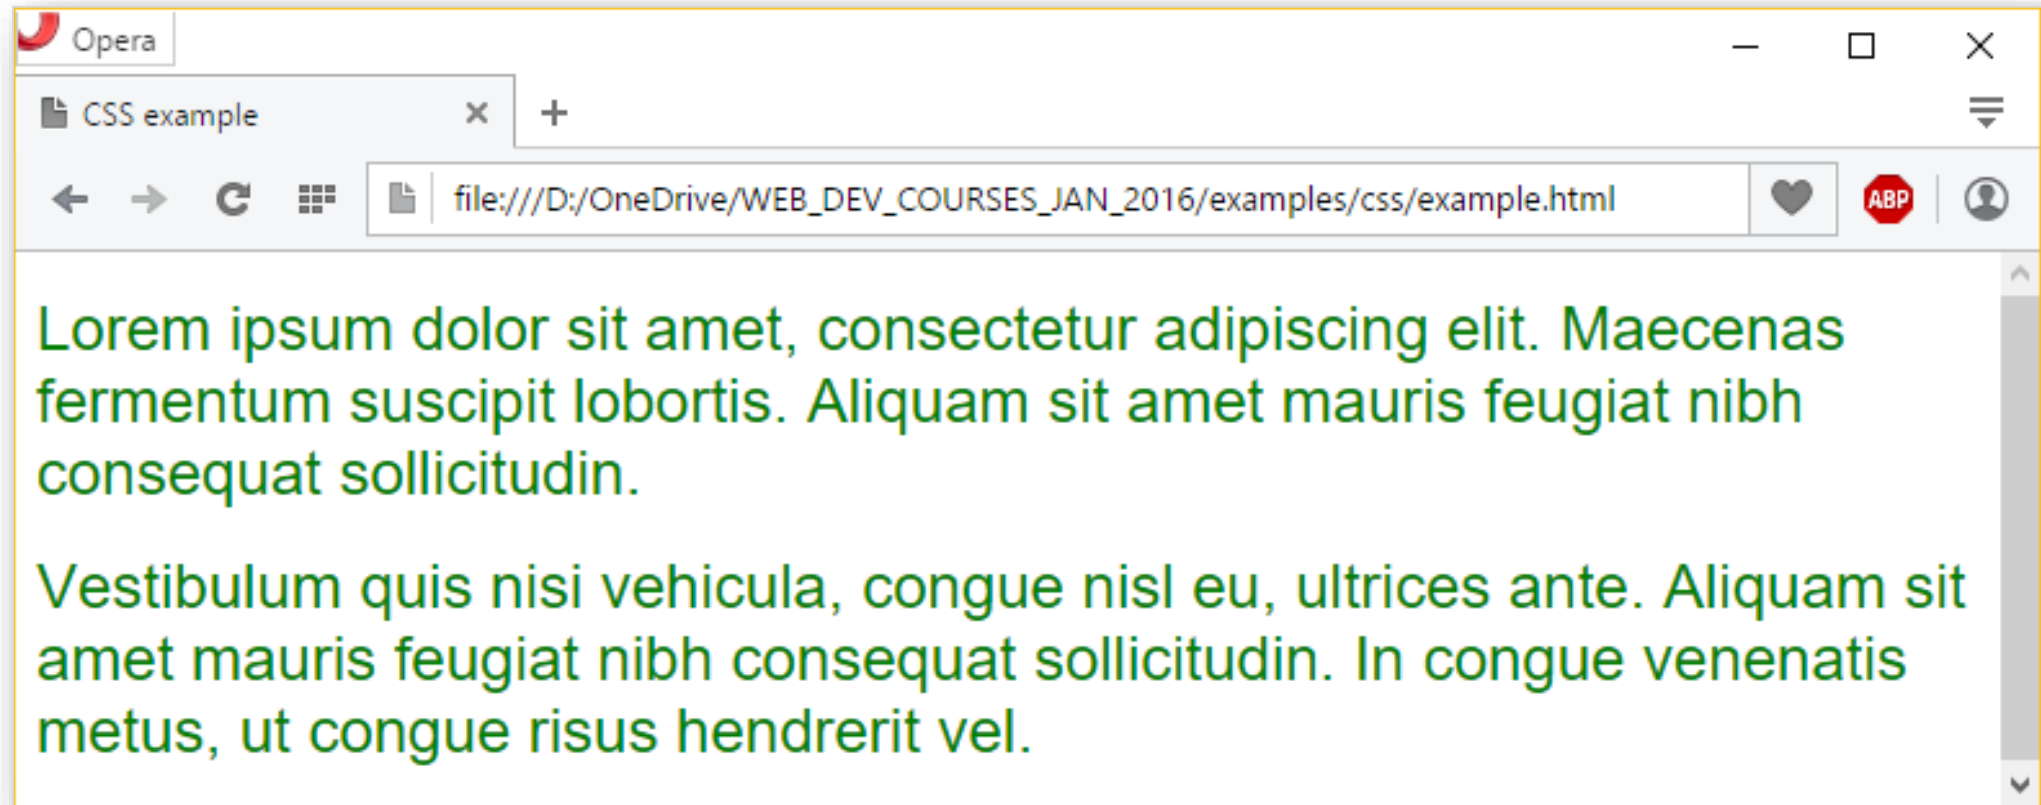 Opera
CSS example
file:///D:/OneDrive/WEB_DEV_COURSES_JAN_2016/examples/css/example.html
ABP
Lorem ipsum dolor sit amet, consectetur adipiscing elit. Maecenas
fermentum suscipit lobortis. Aliquam sit amet mauris feugiat nibh
consequat sollicitudin.
Vestibulum quis nisi vehicula, congue nisl eu, ultrices ante. Aliquam sit
amet mauris feugiat nibh consequat sollicitudin. In congue venenatis
metus, ut congue risus hendrerit vel.